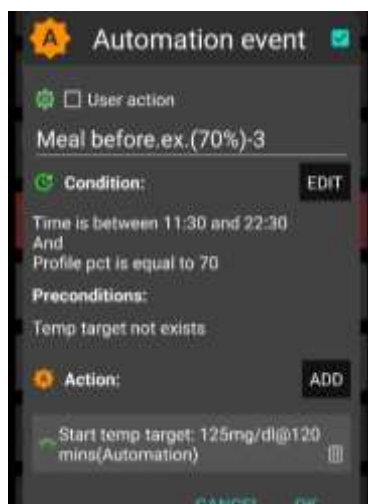 A Automation event
User action
Meal before.ex.(70%)-3
Condition: EDIT
Time is between 11:30 and 22:30
And
Profile pct is equal to 70
Preconditions:
Temp target not exists
Action: ADD
Start temp target: 125mg/dl@120
mins(Automation)
CANCEL OK